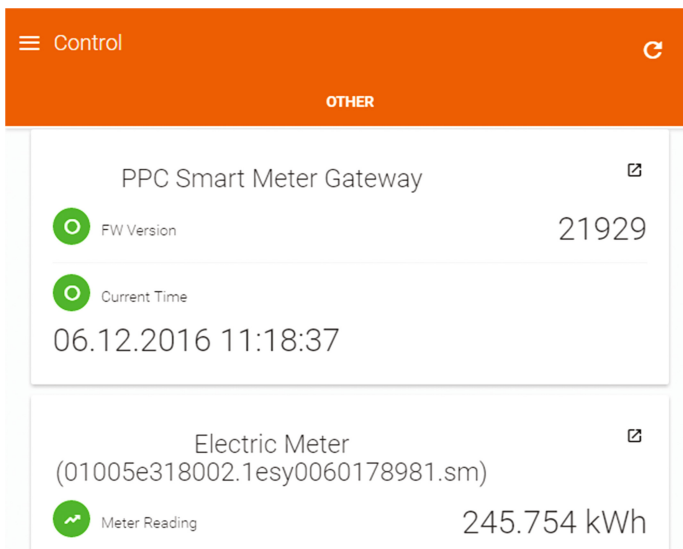 Control
OTHER
PPC Smart Meter Gateway
FW Version 21929
Current Time
06.12.2016 11:18:37
Electric Meter
(01005e318002.1esy0060178981.sm)
Meter Reading 245.754 kWh